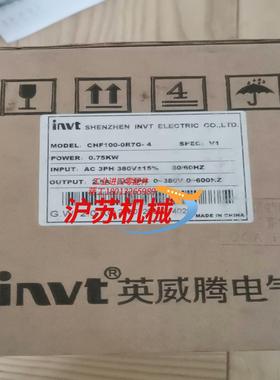 4
invt SHENZHEN INVT ELECTRIC CO.,LTD.
MODEL: CHF100-0R7G-4 SPEC: V1
POWER: 0.75KW
INPUT: AC 3PH 380V±15% 50/60HZ
OUTPUT: 0~380V 0~600HZ
沪苏机械
MADE IN CHINA
invt® 英威腾电气